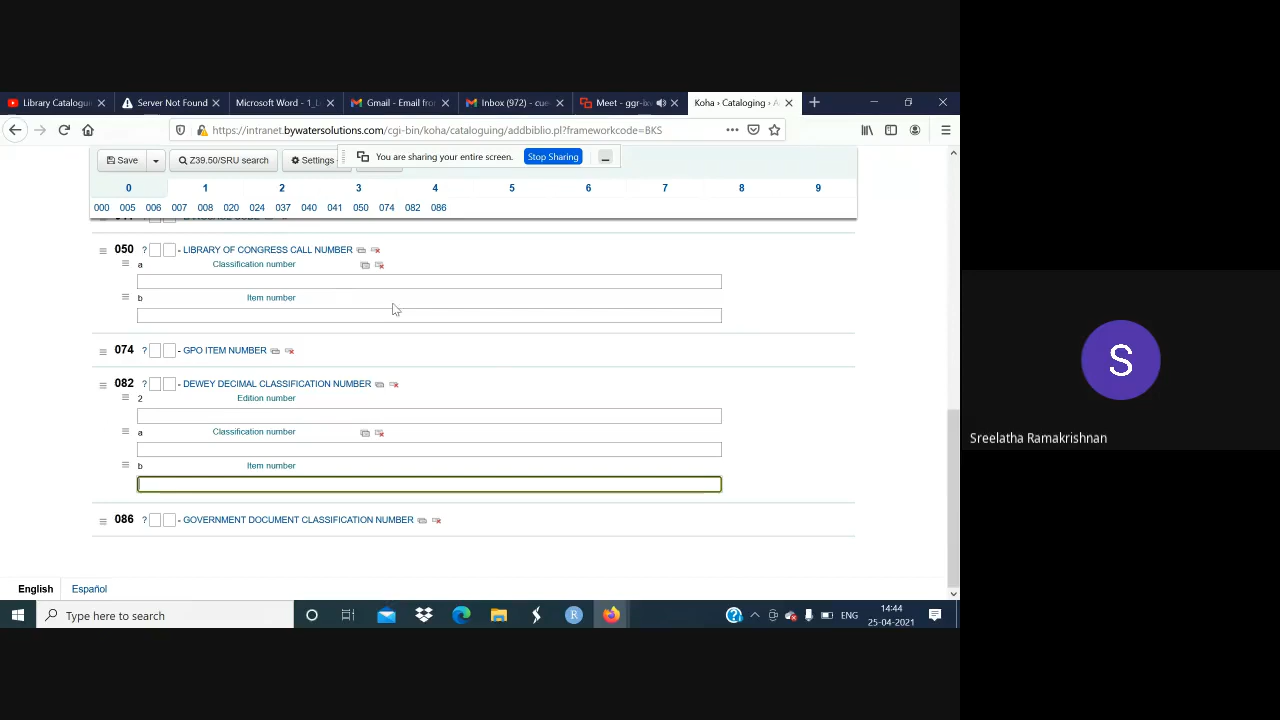 Library Catalogui
Server Not Found
Microsoft Word - 1_L
Gmail - Email fro
Inbox (972) - cue
Meet - ggr-ix
Koha › Cataloging › A
https://intranet.bywatersolutions.com/cgi-bin/koha/cataloguing/addbiblio.pl?frameworkcode=BKS
Save
Z39.50/SRU search
Settings
You are sharing your entire screen.
Stop Sharing
0 1 2 3 4 5 6 7 8 9
000 005 006 007 008 020 024 037 040 041 050 074 082 086
050 ? - LIBRARY OF CONGRESS CALL NUMBER
a Classification number
b Item number
074 ? - GPO ITEM NUMBER
082 ? - DEWEY DECIMAL CLASSIFICATION NUMBER
2 Edition number
a Classification number
b Item number
086 ? - GOVERNMENT DOCUMENT CLASSIFICATION NUMBER
English Español
Type here to search
ENG
14:44
25-04-2021
S
Sreelatha Ramakrishnan